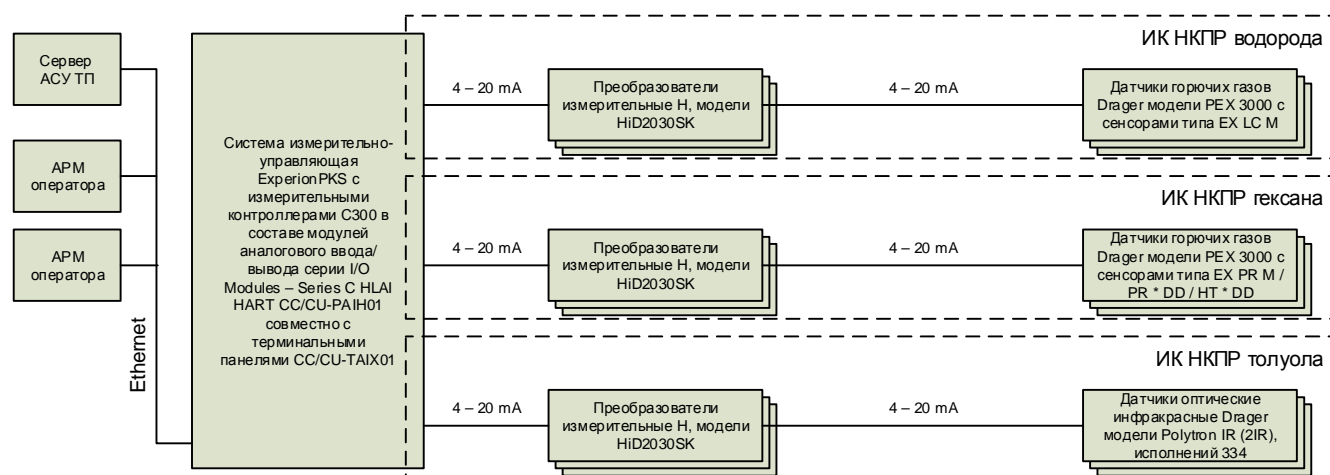 Сервер
АСУ ТП
АРМ
оператора
АРМ
оператора
Ethernet
Система измерительно-
управляющая
ExperionPKS с
измерительными
контроллерами С300 в
составе модулей
аналогового ввода/
вывода серии I/O
Modules – Series C HLAI
HART CC/CU-PAIH01
совместно с
терминальными
панелями CC/CU-TAIX01
ИК НКПР водорода
4 – 20 mA
Преобразователи
измерительные Н, модели
HiD2030SK
4 – 20 mA
Датчики горючих газов
Drager модели PEX 3000 с
сенсорами типа EX LC M
ИК НКПР гексана
4 – 20 mA
Преобразователи
измерительные Н, модели
HiD2030SK
4 – 20 mA
Датчики горючих газов
Drager модели PEX 3000 с
сенсорами типа EX PR M /
PR * DD / HT * DD
ИК НКПР толуола
4 – 20 mA
Преобразователи
измерительные Н, модели
HiD2030SK
4 – 20 mA
Датчики оптические
инфракрасные Drager
модели Polytron IR (2IR),
исполнений 334